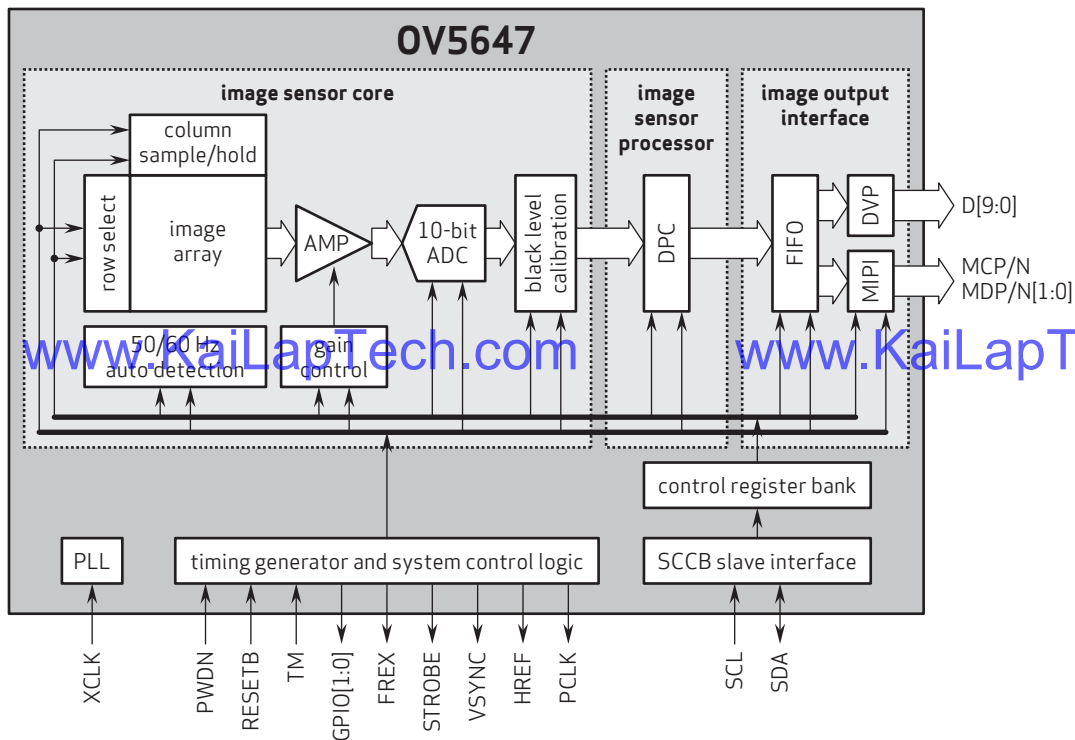 OV5647
image sensor core
image
sensor
processor
image output
interface
column
sample/hold
row select
image
array
AMP
10-bit
ADC
black level
calibration
DPC
FIFO
DVP
MIPI
D[9:0]
MCP/N
MDP/N[1:0]
50/60 Hz
auto detection
gain
control
www.KaiLapTech.com
www.KaiLapT
control register bank
PLL
timing generator and system control logic
SCCB slave interface
XCLK
PWDN
RESETB
TM
GPIO[1:0]
FREX
STROBE
VSYNC
HREF
PCLK
SCL
SDA